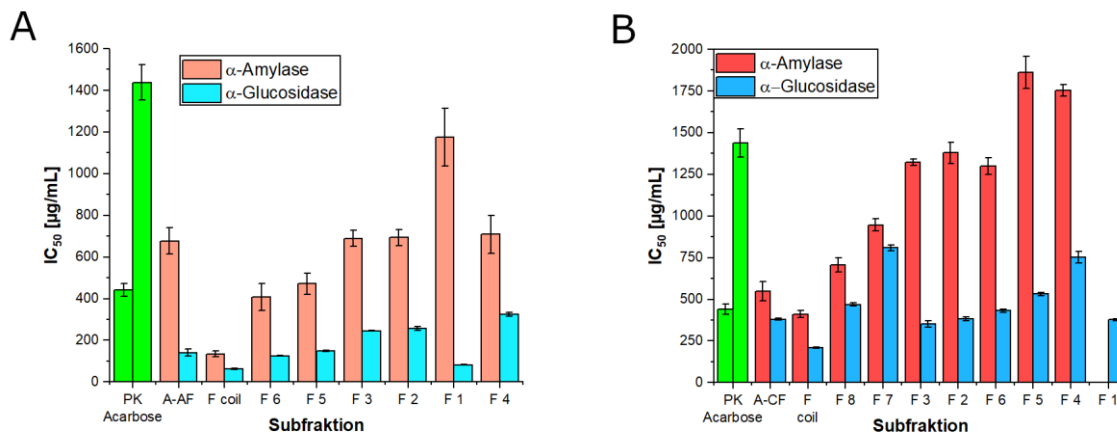 A
1600
1400
1200
1000
800
600
400
200
0
IC50 [µg/mL]
α-Amylase
α-Glucosidase
PK
Acarbose
A-AF
F coil
F 6
F 5
F 3
F 2
F 1
F 4
Subfraktion
B
2000
1750
1500
1250
1000
750
500
250
0
IC50 [µg/mL]
α-Amylase
α–Glucosidase
PK
Acarbose
A-CF
F
coil
F 8
F 7
F 3
F 2
F 6
F 5
F 4
F 1
Subfraktion